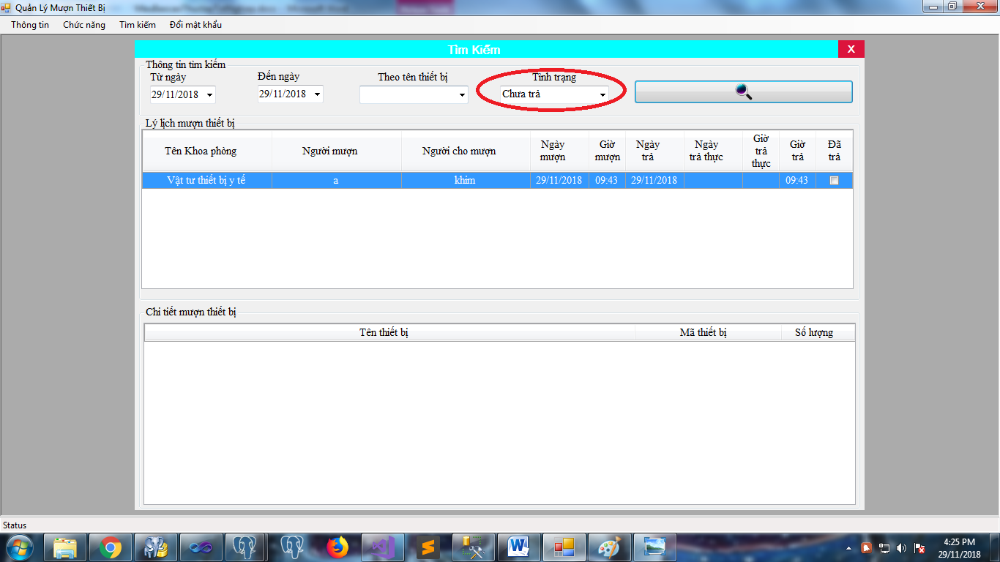 Quản Lý Mượn Thiết Bị
Thông tin Chức năng Tìm kiếm Đổi mật khẩu
Tìm Kiếm X
Thông tin tìm kiếm
Từ ngày Đến ngày Theo tên thiết bị Tình trạng
29/11/2018 29/11/2018 Chưa trả
Lý lịch mượn thiết bị
Tên Khoa phòng Người mượn Người cho mượn Ngày mượn Giờ mượn Ngày trả Ngày trả thực Giờ trả thực Giờ trả Đã trả
Vật tư thiết bị y tế a khim 29/11/2018 09:43 29/11/2018 09:43
Chi tiết mượn thiết bị
Tên thiết bị Mã thiết bị Số lượng
Status
4:25 PM
29/11/2018